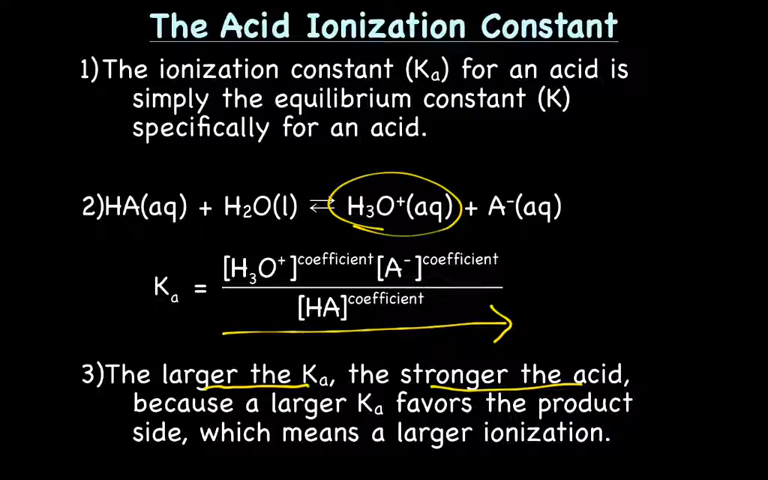 The Acid Ionization Constant
1)The ionization constant (Kₐ) for an acid is
simply the equilibrium constant (K)
specifically for an acid.
2)HA(aq) + H₂O(l) ⇌ H₃O⁺(aq) + A⁻(aq)
Kₐ = [H₃O⁺]^coefficient [A⁻]^coefficient
[HA]^coefficient
3)The larger the Kₐ, the stronger the acid,
because a larger Kₐ favors the product
side, which means a larger ionization.